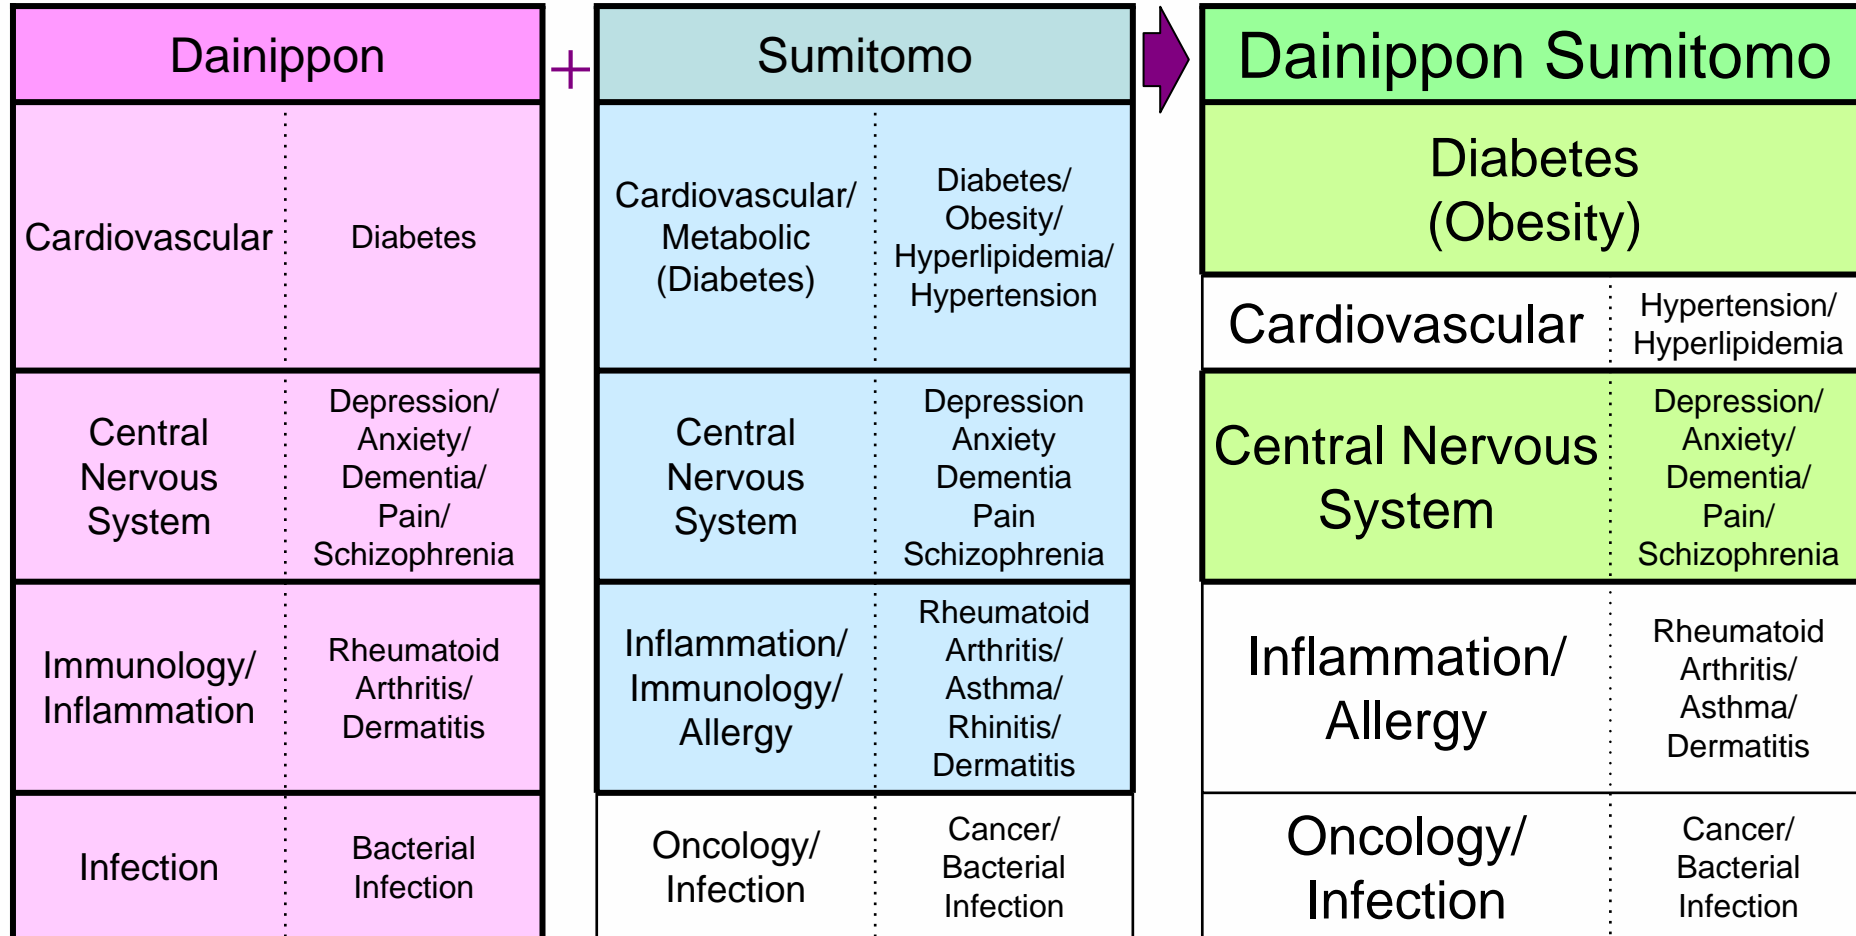 Dainippon
+
Sumitomo
Dainippon Sumitomo
Cardiovascular
Diabetes
Cardiovascular/
Metabolic
(Diabetes)
Diabetes/
Obesity/
Hyperlipidemia/
Hypertension
Diabetes
(Obesity)
Cardiovascular
Hypertension/
Hyperlipidemia
Central
Nervous
System
Depression/
Anxiety/
Dementia/
Pain/
Schizophrenia
Central
Nervous
System
Depression
Anxiety
Dementia
Pain
Schizophrenia
Central Nervous
System
Depression/
Anxiety/
Dementia/
Pain/
Schizophrenia
Immunology/
Inflammation
Rheumatoid
Arthritis/
Dermatitis
Inflammation/
Immunology/
Allergy
Rheumatoid
Arthritis/
Asthma/
Rhinitis/
Dermatitis
Inflammation/
Allergy
Rheumatoid
Arthritis/
Asthma/
Dermatitis
Infection
Bacterial
Infection
Oncology/
Infection
Cancer/
Bacterial
Infection
Oncology/
Infection
Cancer/
Bacterial
Infection